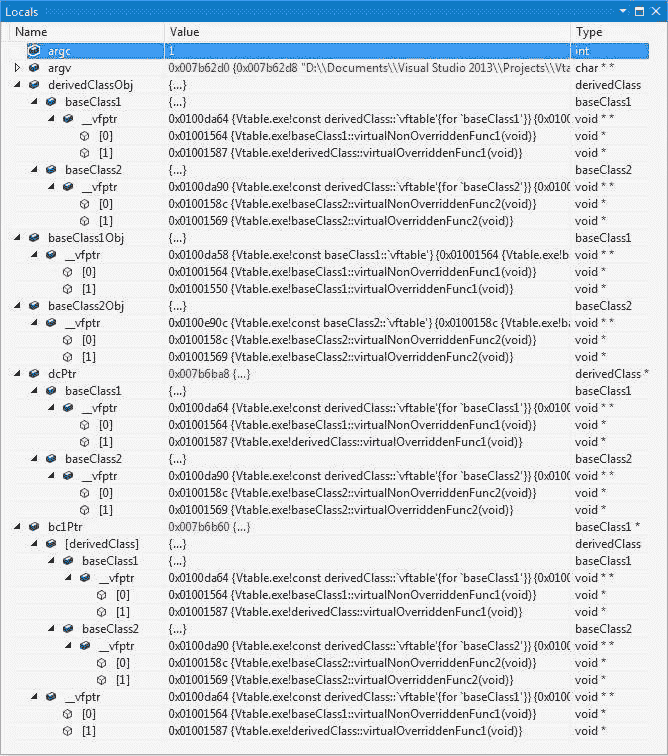 Locals
Name Value Type
argc 1 int
argv 0x007b62d0 {0x007b62d8 "D:\\Documents\\Visual Studio 2013\\Projects\\Vta char * *
derivedClassObj {...} derivedClass
baseClass1 {...} baseClass1
__vfptr 0x0100da64 {Vtable.exe!const derivedClass::`vftable'{for `baseClass1'}} {0x0100 void * *
[0] 0x01001564 {Vtable.exe!baseClass1::virtualNonOverriddenFunc1(void)} void *
[1] 0x01001587 {Vtable.exe!derivedClass::virtualOverriddenFunc1(void)} void *
baseClass2 {...} baseClass2
__vfptr 0x0100da90 {Vtable.exe!const derivedClass::`vftable'{for `baseClass2'}} {0x0100 void * *
[0] 0x0100158c {Vtable.exe!baseClass2::virtualNonOverriddenFunc2(void)} void *
[1] 0x01001569 {Vtable.exe!baseClass2::virtualOverriddenFunc2(void)} void *
baseClass1Obj {...} baseClass1
__vfptr 0x0100da58 {Vtable.exe!const baseClass1::`vftable'} {0x01001564 {Vtable.exe!b void * *
[0] 0x01001564 {Vtable.exe!baseClass1::virtualNonOverriddenFunc1(void)} void *
[1] 0x01001550 {Vtable.exe!baseClass1::virtualOverriddenFunc1(void)} void *
baseClass2Obj {...} baseClass2
__vfptr 0x0100e90c {Vtable.exe!const baseClass2::`vftable'} {0x0100158c {Vtable.exe!ba void * *
[0] 0x0100158c {Vtable.exe!baseClass2::virtualNonOverriddenFunc2(void)} void *
[1] 0x01001569 {Vtable.exe!baseClass2::virtualOverriddenFunc2(void)} void *
dcPtr 0x007b6ba8 {...} derivedClass *
baseClass1 {...} baseClass1
__vfptr 0x0100da64 {Vtable.exe!const derivedClass::`vftable'{for `baseClass1'}} {0x0100 void * *
[0] 0x01001564 {Vtable.exe!baseClass1::virtualNonOverriddenFunc1(void)} void *
[1] 0x01001587 {Vtable.exe!derivedClass::virtualOverriddenFunc1(void)} void *
baseClass2 {...} baseClass2
__vfptr 0x0100da90 {Vtable.exe!const derivedClass::`vftable'{for `baseClass2'}} {0x0100 void * *
[0] 0x0100158c {Vtable.exe!baseClass2::virtualNonOverriddenFunc2(void)} void *
[1] 0x01001569 {Vtable.exe!baseClass2::virtualOverriddenFunc2(void)} void *
bc1Ptr 0x007b6b60 {...} baseClass1 *
[derivedClass] {...} derivedClass
baseClass1 {...} baseClass1
__vfptr 0x0100da64 {Vtable.exe!const derivedClass::`vftable'{for `baseClass1'}} {0x0100 void * *
[0] 0x01001564 {Vtable.exe!baseClass1::virtualNonOverriddenFunc1(void)} void *
[1] 0x01001587 {Vtable.exe!derivedClass::virtualOverriddenFunc1(void)} void *
baseClass2 {...} baseClass2
__vfptr 0x0100da90 {Vtable.exe!const derivedClass::`vftable'{for `baseClass2'}} {0x0100 void * *
[0] 0x0100158c {Vtable.exe!baseClass2::virtualNonOverriddenFunc2(void)} void *
[1] 0x01001569 {Vtable.exe!baseClass2::virtualOverriddenFunc2(void)} void *
__vfptr 0x0100da64 {Vtable.exe!const derivedClass::`vftable'{for `baseClass1'}} {0x0100 void * *
[0] 0x01001564 {Vtable.exe!baseClass1::virtualNonOverriddenFunc1(void)} void *
[1] 0x01001587 {Vtable.exe!derivedClass::virtualOverriddenFunc1(void)} void *